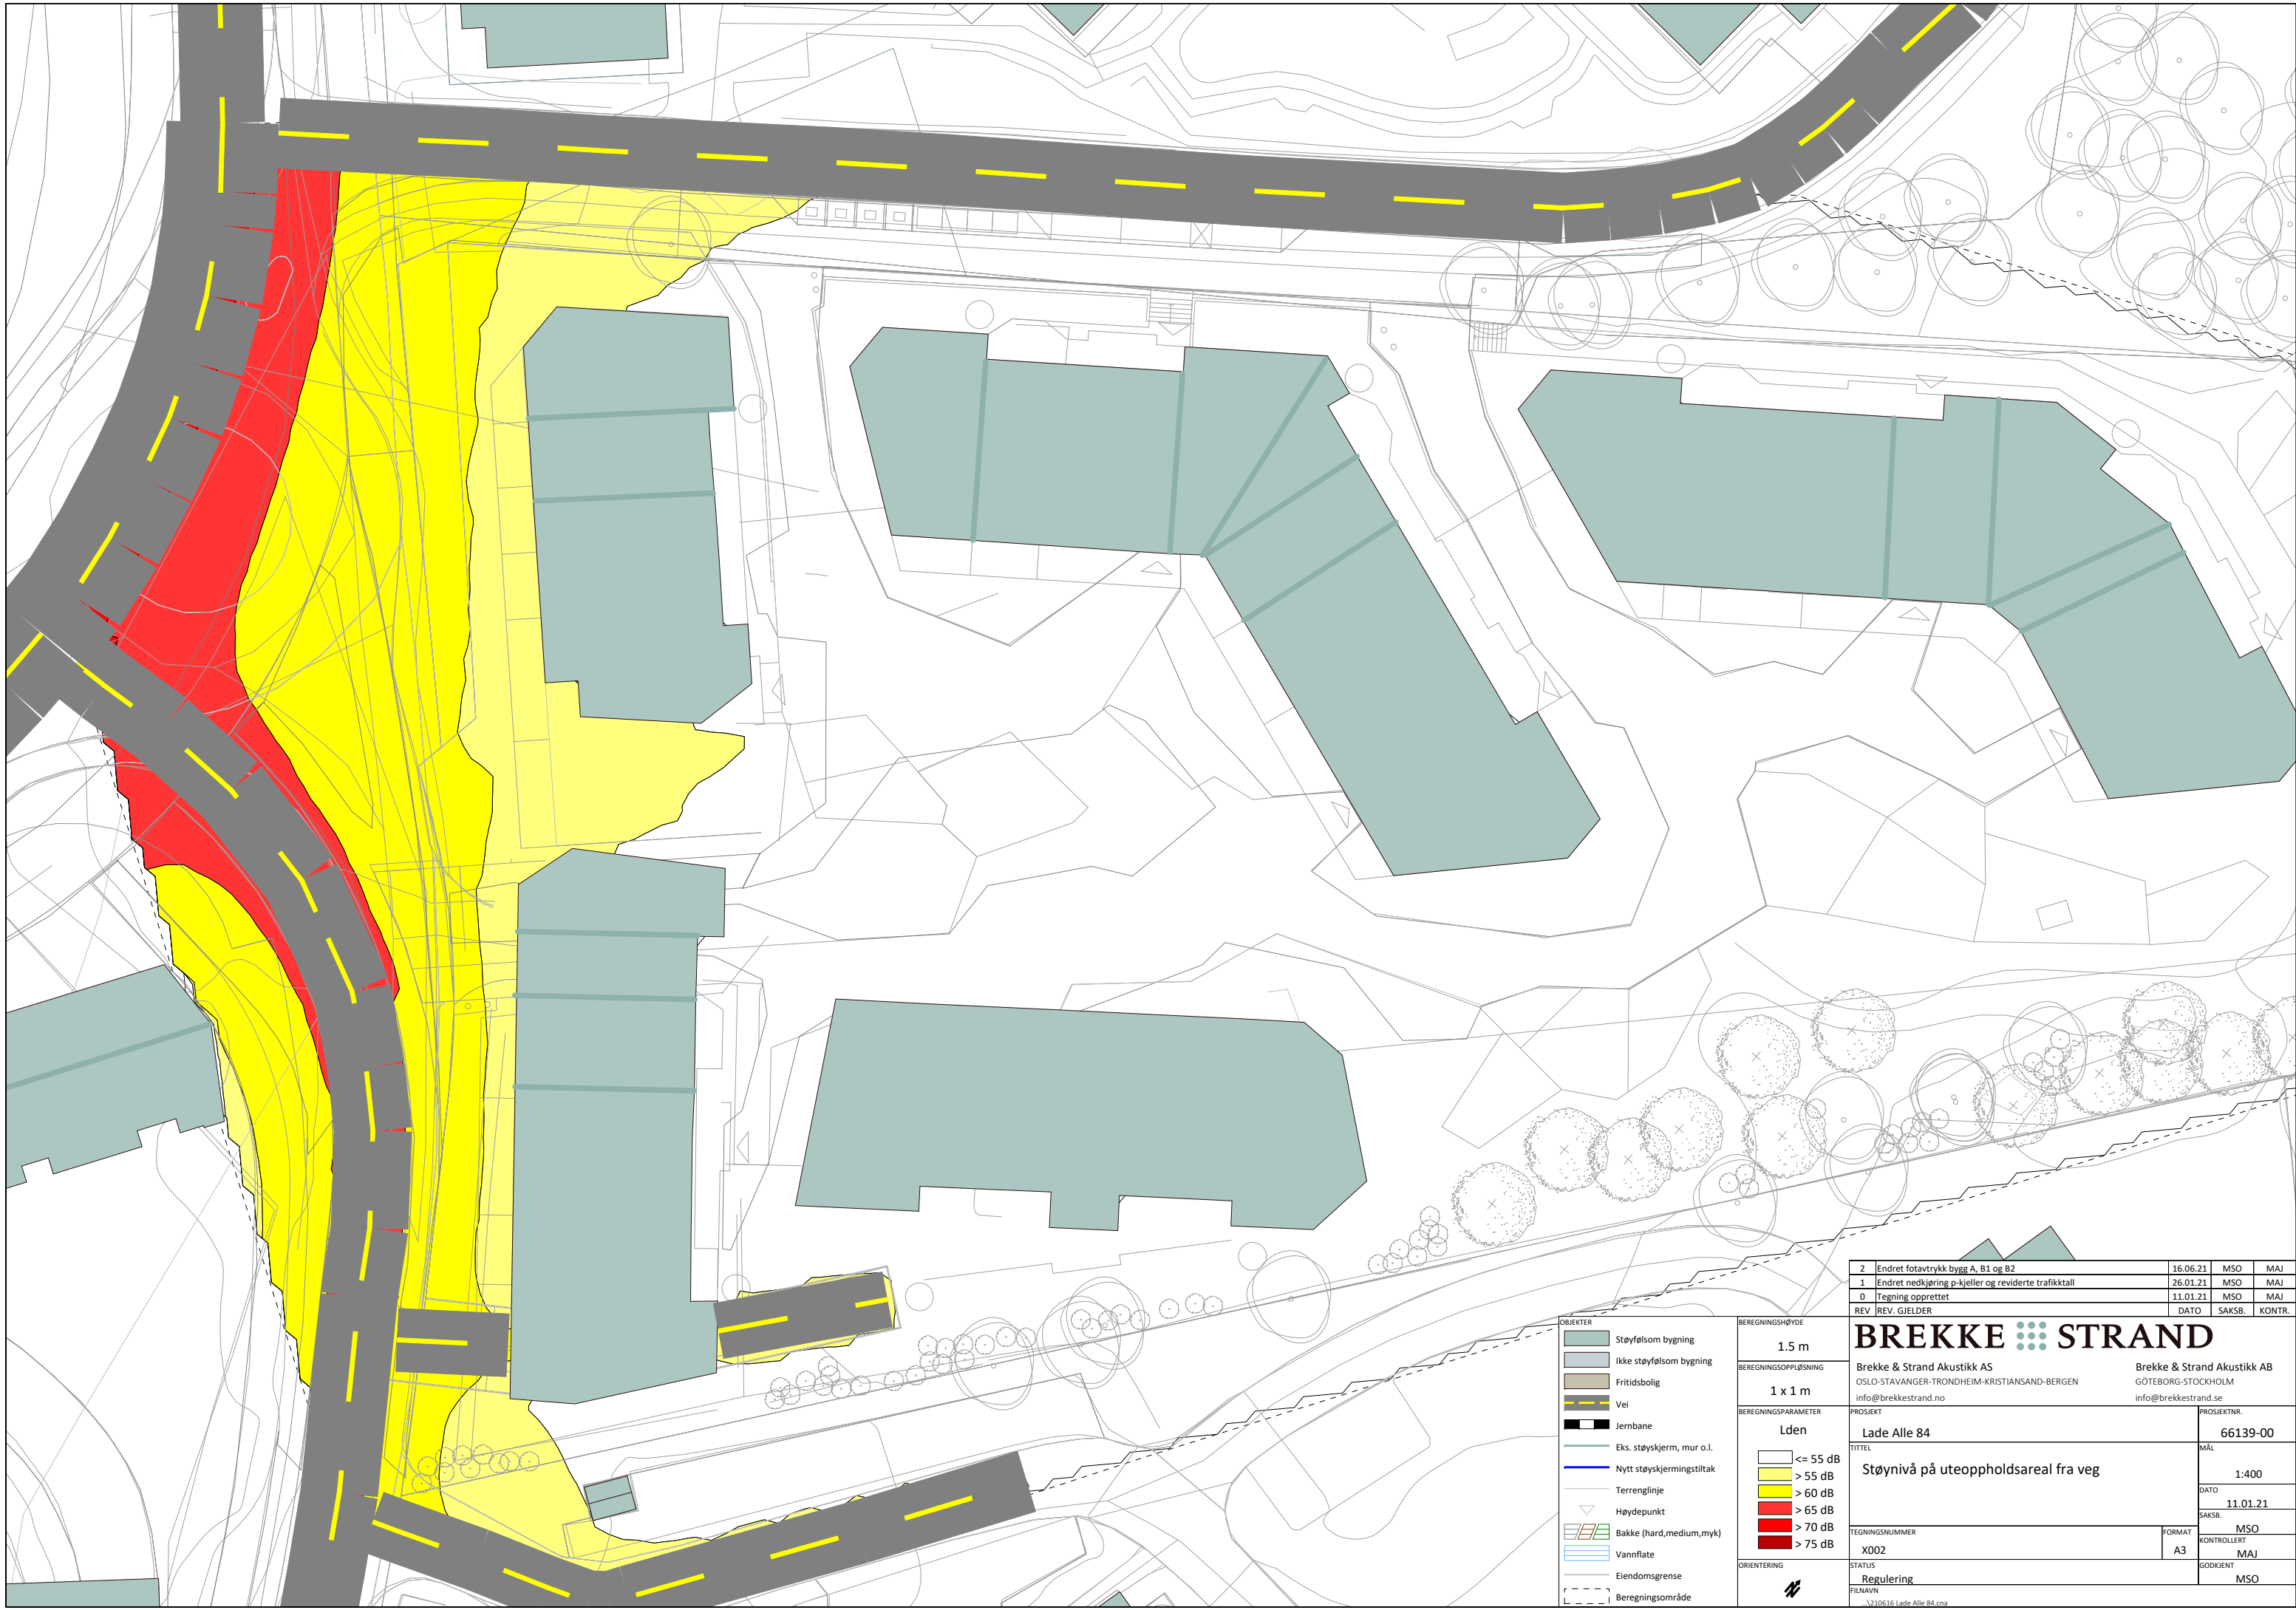 2 Endret fotavtrykk bygg A, B1 og B2 16.06.21 MSO MAJ
1 Endret nedkjøring p-kjeller og reviderte trafikktall 26.01.21 MSO MAJ
0 Tegning opprettet 11.01.21 MSO MAJ
REV REV. GJELDER DATO SAKSB. KONTR.
OBJEKTER
Støyfølsom bygning
Ikke støyfølsom bygning
Fritidsbolig
Vei
Jernbane
Eks. støyskjerm, mur o.l.
Nytt støyskjermingstiltak
Terrenglinje
Høydepunkt
Bakke (hard,medium,myk)
Vannflate
Eiendomsgrense
Beregningsområde
BEREGNINGSHØYDE
1.5 m
BEREGNINGSOPPLØSNING
1 x 1 m
BEREGNINGSPARAMETER
Lden
<= 55 dB
> 55 dB
> 60 dB
> 65 dB
> 70 dB
> 75 dB
ORIENTERING
N
BREKKE STRAND
Brekke & Strand Akustikk AS
OSLO-STAVANGER-TRONDHEIM-KRISTIANSAND-BERGEN
info@brekkestrand.no
Brekke & Strand Akustikk AB
GÖTEBORG-STOCKHOLM
info@brekkestrand.se
PROSJEKT
Lade Alle 84
PROSJEKTNR.
66139-00
TITTEL
Støynivå på uteoppholdsareal fra veg
MÅL
1:400
DATO
11.01.21
SAKSB.
MSO
TEGNINGSNUMMER
X002
FORMAT
A3
KONTROLLERT
MAJ
STATUS
Regulering
GODKJENT
MSO
FILNAVN
...\210616 Lade Alle 84.cna